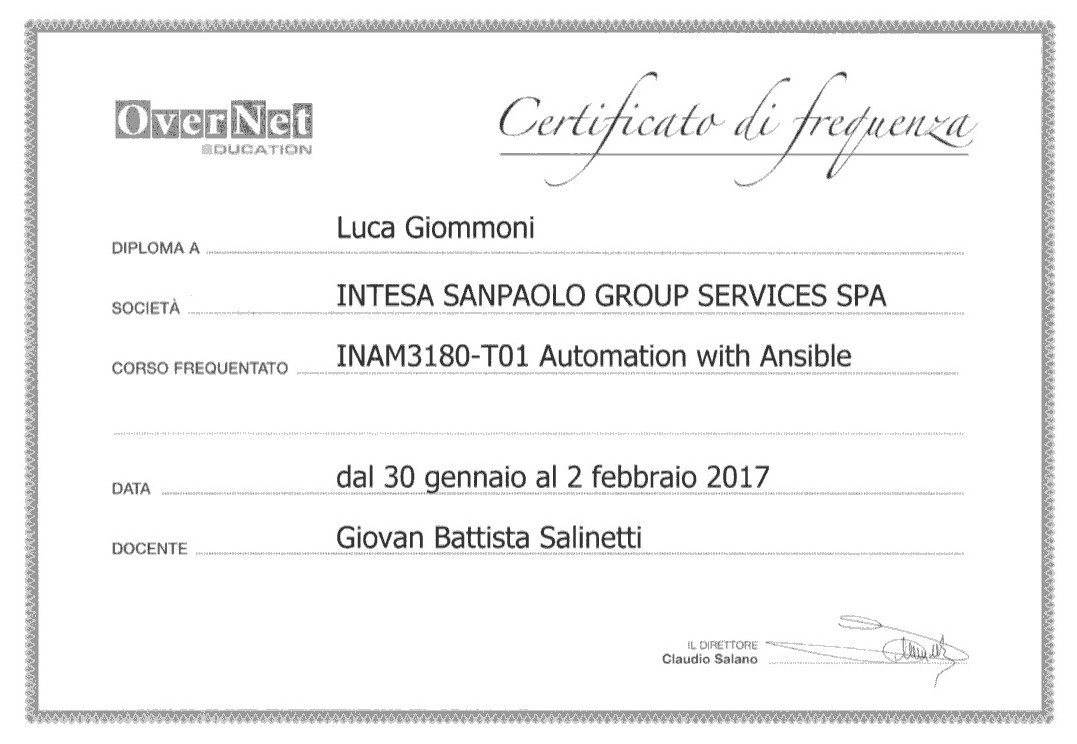 OverNet
EDUCATION
Certificato di frequenza
DIPLOMA A Luca Giommoni
SOCIETÀ INTESA SANPAOLO GROUP SERVICES SPA
CORSO FREQUENTATO INAM3180-T01 Automation with Ansible
DATA dal 30 gennaio al 2 febbraio 2017
DOCENTE Giovan Battista Salinetti
IL DIRETTORE
Claudio Salano